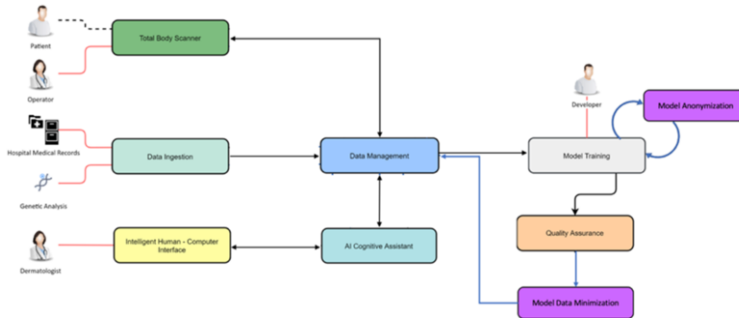 Patient
Total Body Scanner
Operator
Developer
Model Anonymization
Hospital Medical Records
Data Ingestion
Data Management
Model Training
Genetic Analysis
Intelligent Human - Computer
Interface
AI Cognitive Assistant
Quality Assurance
Dermatologist
Model Data Minimization